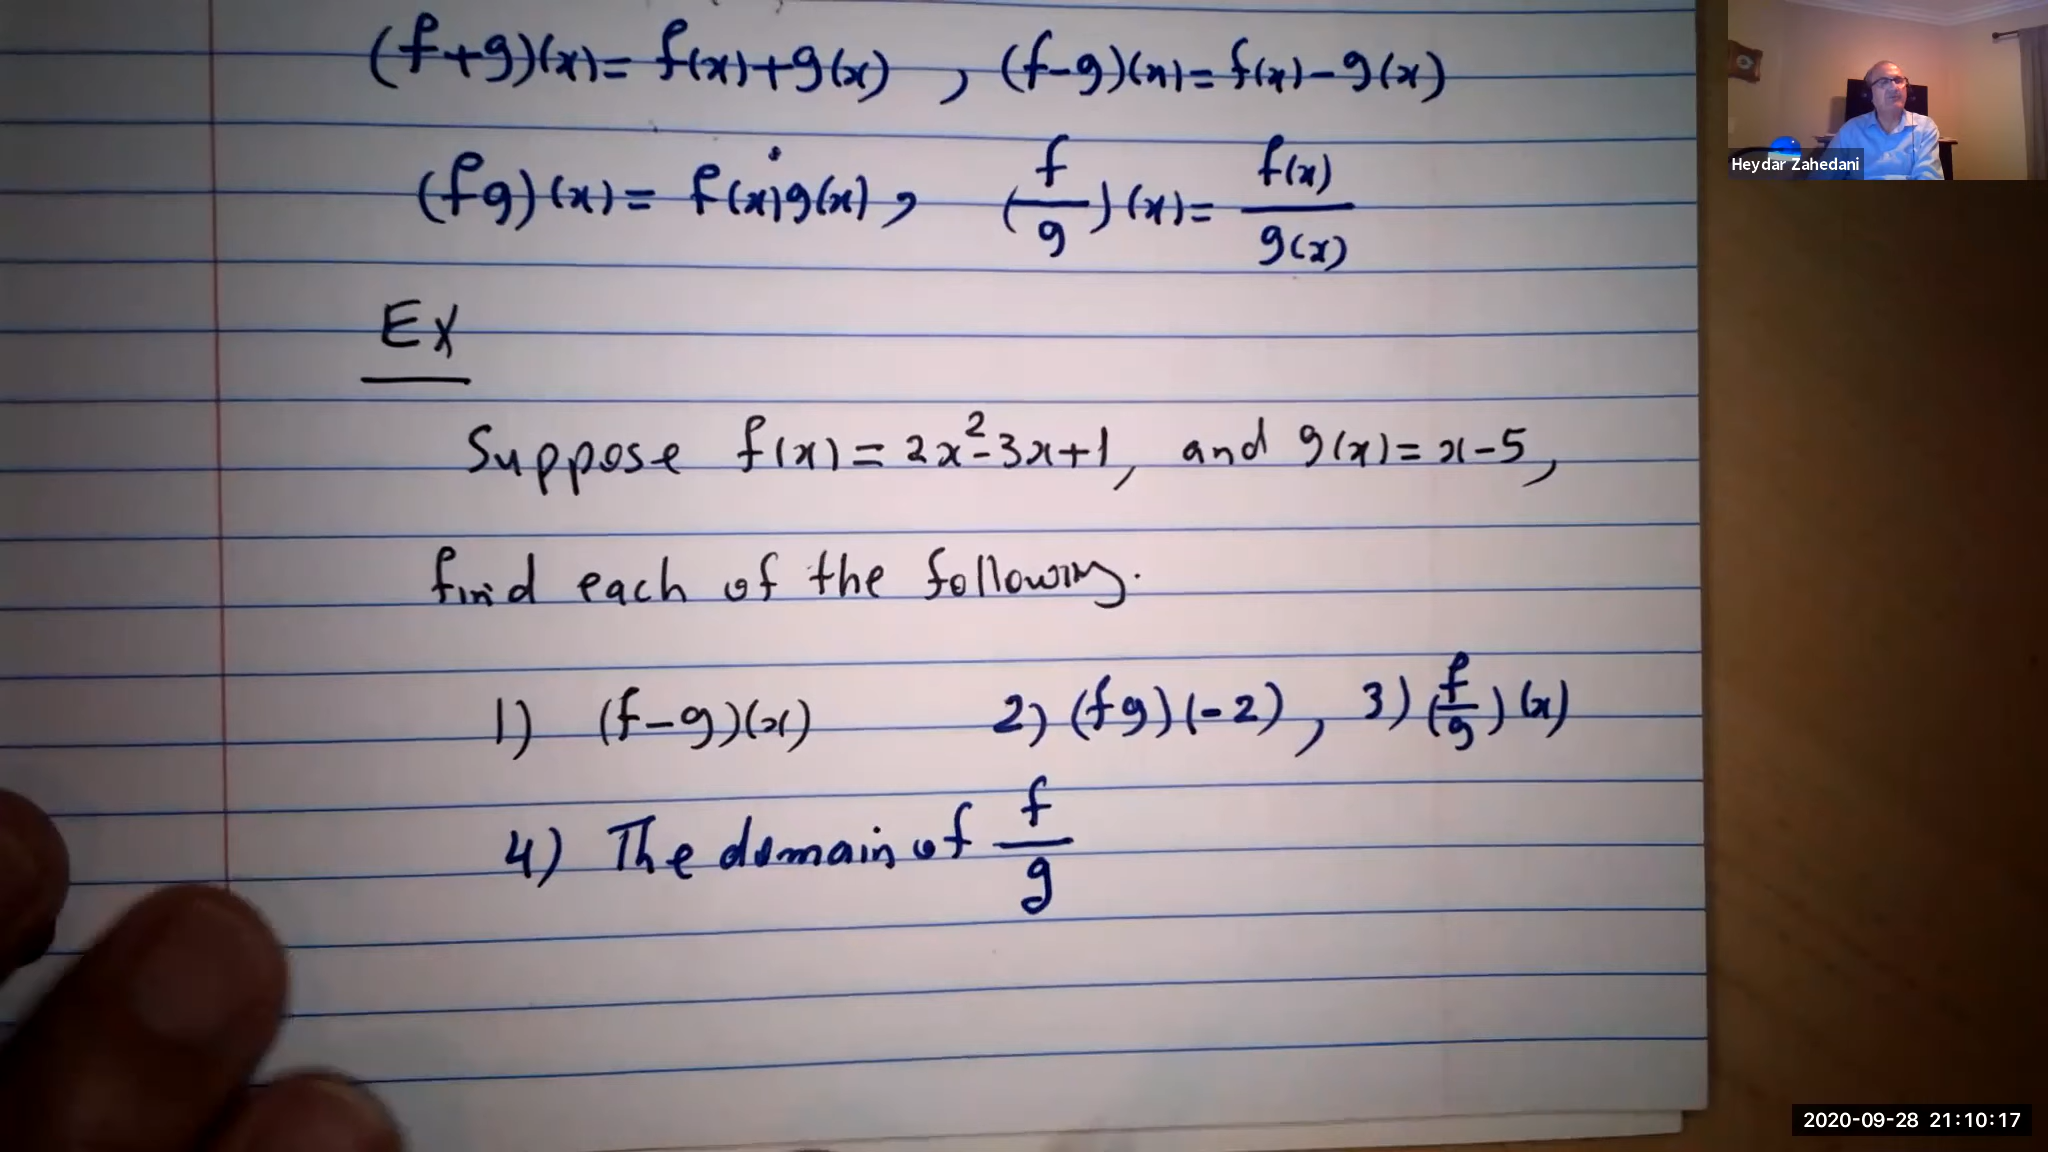 (f+g)(x)= f(x)+g(x) , (f-g)(x)= f(x)-g(x)
(fg)(x)= f(x)·g(x), (f/g)(x)= f(x)/g(x)
Ex
Suppose f(x)= 2x²-3x+1, and g(x)= x-5,
find each of the following.
1) (f-g)(x) 2) (fg)(-2), 3) (f/g)(x)
4) The domain of f/g
Heydar Zahedani
2020-09-28 21:10:17